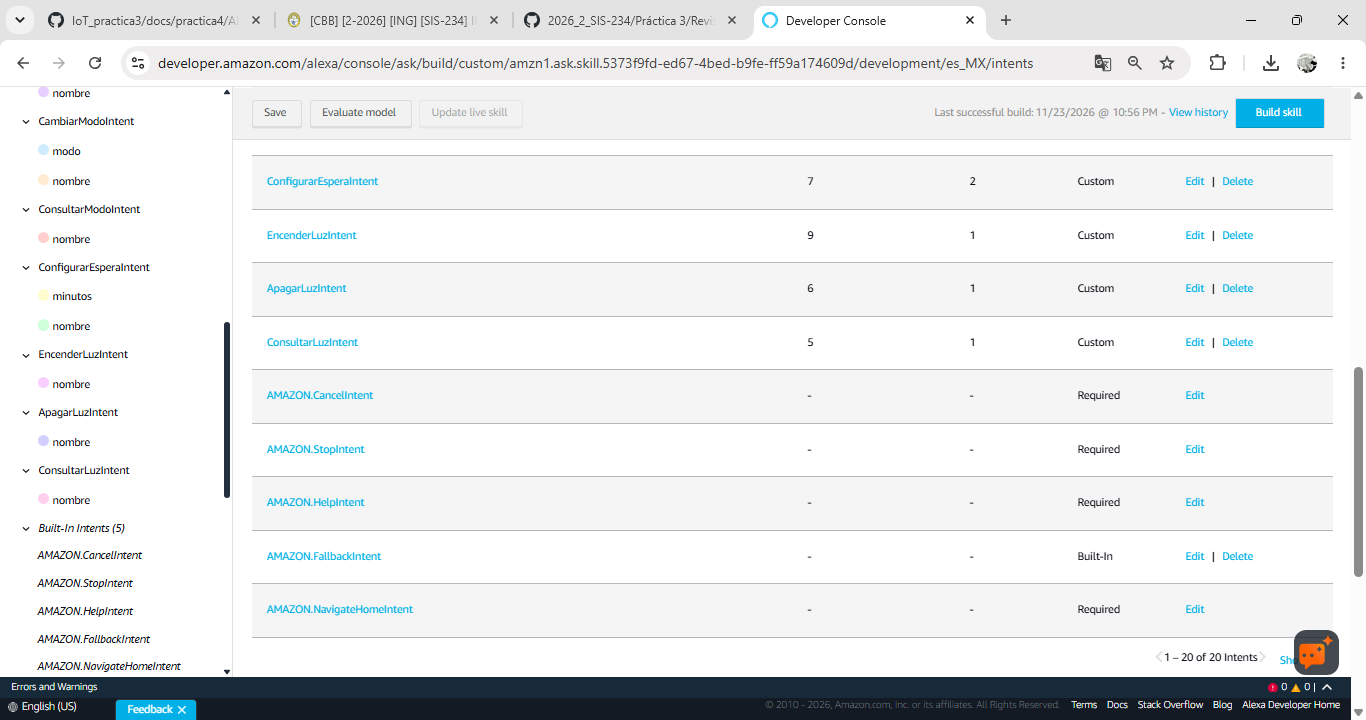 IoT_practica3/docs/practica4/Al
[CBB] [2-2026] [ING] [SIS-234] I
2026_2_SIS-234/Práctica 3/Revis
Developer Console
developer.amazon.com/alexa/console/ask/build/custom/amzn1.ask.skill.5373f9fd-ed67-4bed-b9fe-ff59a174609d/development/es_MX/intents
nombre
CambiarModoIntent
modo
nombre
ConsultarModoIntent
nombre
ConfigurarEsperaIntent
minutos
nombre
EncenderLuzIntent
nombre
ApagarLuzIntent
nombre
ConsultarLuzIntent
nombre
Built-In Intents (5)
AMAZON.CancelIntent
AMAZON.StopIntent
AMAZON.HelpIntent
AMAZON.FallbackIntent
AMAZON.NavigateHomeIntent
Save Evaluate model Update live skill Last successful build: 11/23/2026 @ 10:56 PM - View history Build skill
ConfigurarEsperaIntent 7 2 Custom Edit | Delete
EncenderLuzIntent 9 1 Custom Edit | Delete
ApagarLuzIntent 6 1 Custom Edit | Delete
ConsultarLuzIntent 5 1 Custom Edit | Delete
AMAZON.CancelIntent - - Required Edit
AMAZON.StopIntent - - Required Edit
AMAZON.HelpIntent - - Required Edit
AMAZON.FallbackIntent - - Built-In Edit | Delete
AMAZON.NavigateHomeIntent - - Required Edit
1 – 20 of 20 Intents
Errors and Warnings 0 0 |
English (US) Feedback © 2010 - 2026, Amazon.com, Inc. or its affiliates. All Rights Reserved. Terms Docs Stack Overflow Blog Alexa Developer Home